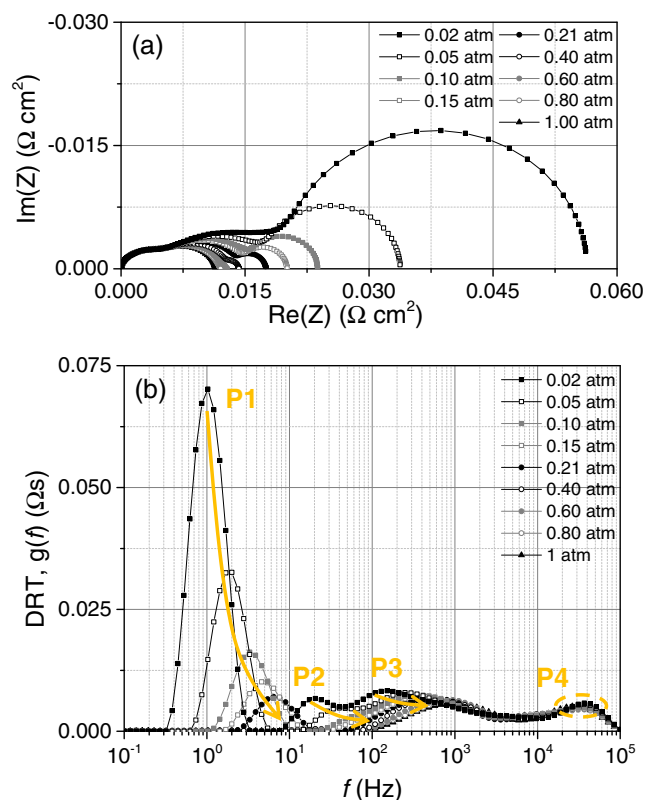 (a)
0.02 atm
0.05 atm
0.10 atm
0.15 atm
0.21 atm
0.40 atm
0.60 atm
0.80 atm
1.00 atm
-0.030
-0.015
0.000
Im(Z) (Ω cm²)
0.000 0.015 0.030 0.045 0.060
Re(Z) (Ω cm²)
(b)
P1
P2
P3
P4
0.02 atm
0.05 atm
0.10 atm
0.15 atm
0.21 atm
0.40 atm
0.60 atm
0.80 atm
1 atm
0.075
0.050
0.025
0.000
DRT, g(f) (Ωs)
10⁻¹ 10⁰ 10¹ 10² 10³ 10⁴ 10⁵
f (Hz)